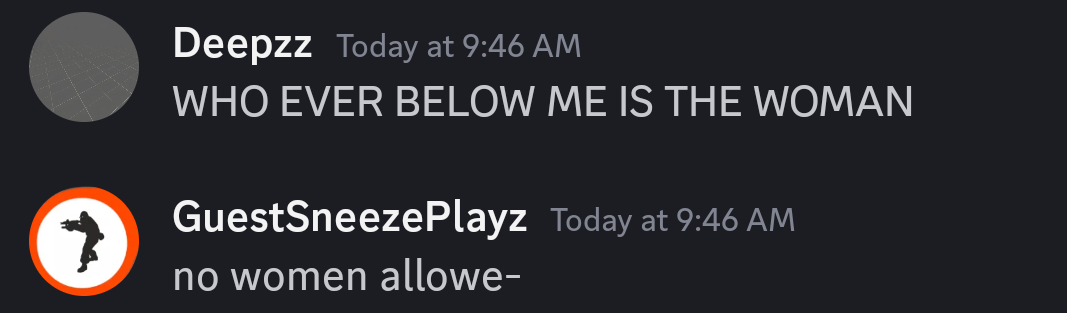 Deepzz Today at 9:46 AM
WHO EVER BELOW ME IS THE WOMAN
GuestSneezePlayz Today at 9:46 AM
no women allowe-